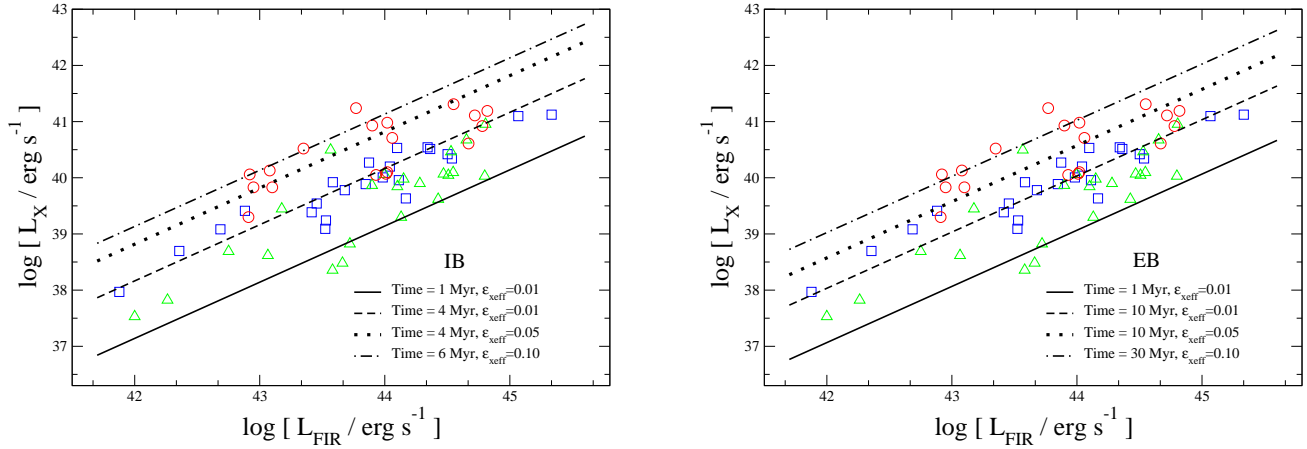 43
42
41
40
39
38
37
log [ L_X / erg s^-1 ]
IB
Time = 1 Myr, ε_xeff=0.01
Time = 4 Myr, ε_xeff=0.01
Time = 4 Myr, ε_xeff=0.05
Time = 6 Myr, ε_xeff=0.10
42 43 44 45
log [ L_FIR / erg s^-1 ]
43
42
41
40
39
38
37
log [ L_X / erg s^-1 ]
EB
Time = 1 Myr, ε_xeff=0.01
Time = 10 Myr, ε_xeff=0.01
Time = 10 Myr, ε_xeff=0.05
Time = 30 Myr, ε_xeff=0.10
42 43 44 45
log [ L_FIR / erg s^-1 ]